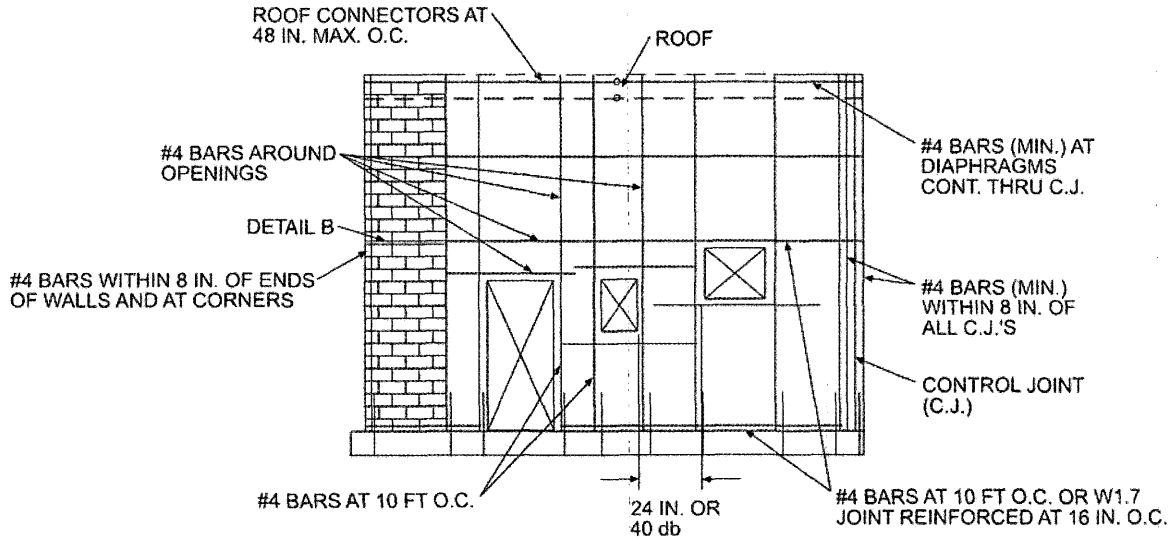 ROOF CONNECTORS AT
48 IN. MAX. O.C.
ROOF
#4 BARS AROUND
OPENINGS
#4 BARS (MIN.) AT
DIAPHRAGMS
CONT. THRU C.J.
DETAIL B
#4 BARS WITHIN 8 IN. OF ENDS
OF WALLS AND AT CORNERS
#4 BARS (MIN.)
WITHIN 8 IN. OF
ALL C.J.'S
CONTROL JOINT
(C.J.)
#4 BARS AT 10 FT O.C.
24 IN. OR
40 db
#4 BARS AT 10 FT O.C. OR W1.7
JOINT REINFORCED AT 16 IN. O.C.